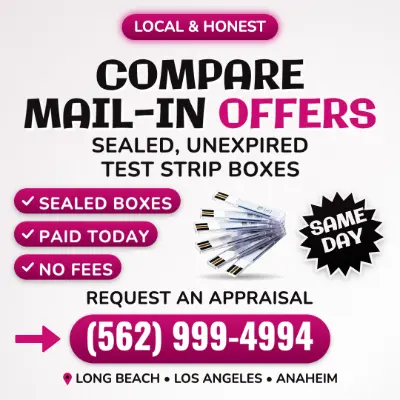 LOCAL & HONEST
COMPARE
MAIL-IN OFFERS
SEALED, UNEXPIRED
TEST STRIP BOXES
✓ SEALED BOXES
✓ PAID TODAY
✓ NO FEES
SAME
DAY
REQUEST AN APPRAISAL
(562) 999-4994
LONG BEACH • LOS ANGELES • ANAHEIM